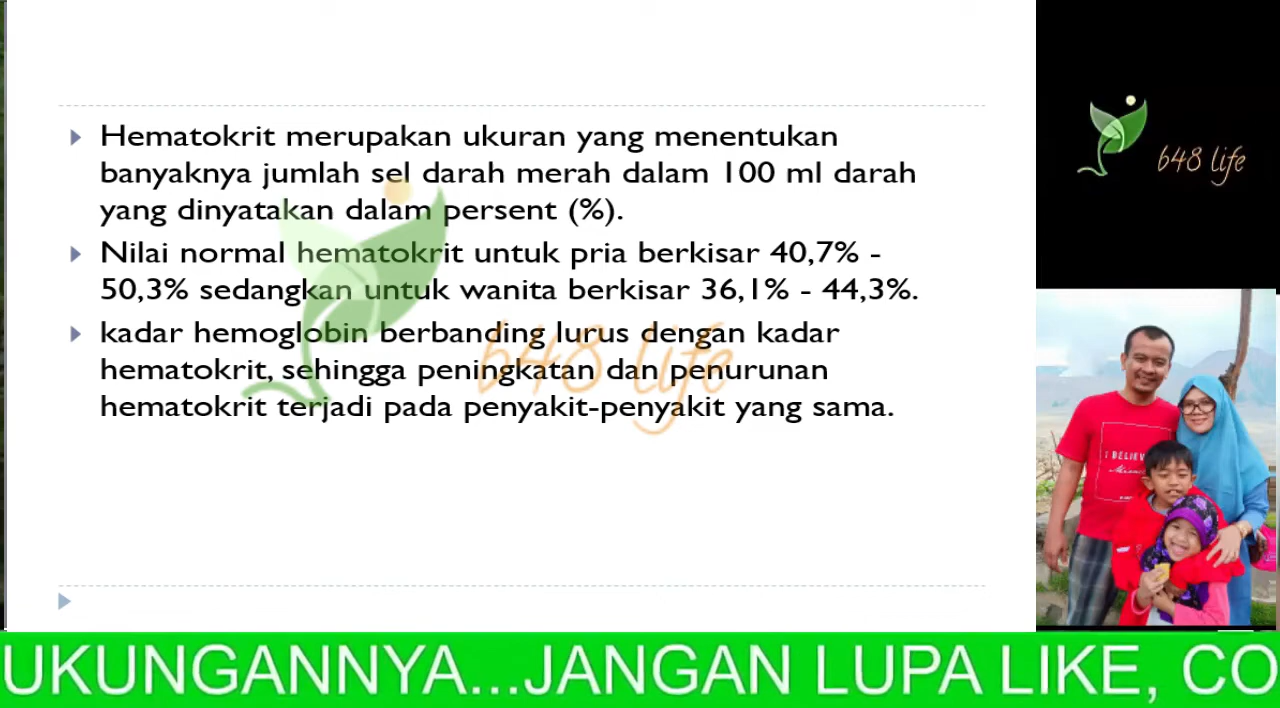 Hematokrit merupakan ukuran yang menentukan
banyaknya jumlah sel darah merah dalam 100 ml darah
yang dinyatakan dalam persent (%).
Nilai normal hematokrit untuk pria berkisar 40,7% -
50,3% sedangkan untuk wanita berkisar 36,1% - 44,3%.
kadar hemoglobin berbanding lurus dengan kadar
hematokrit, sehingga peningkatan dan penurunan
hematokrit terjadi pada penyakit-penyakit yang sama.
648 life
648 life
I BELIEV
UKUNGANNYA...JANGAN LUPA LIKE, CO